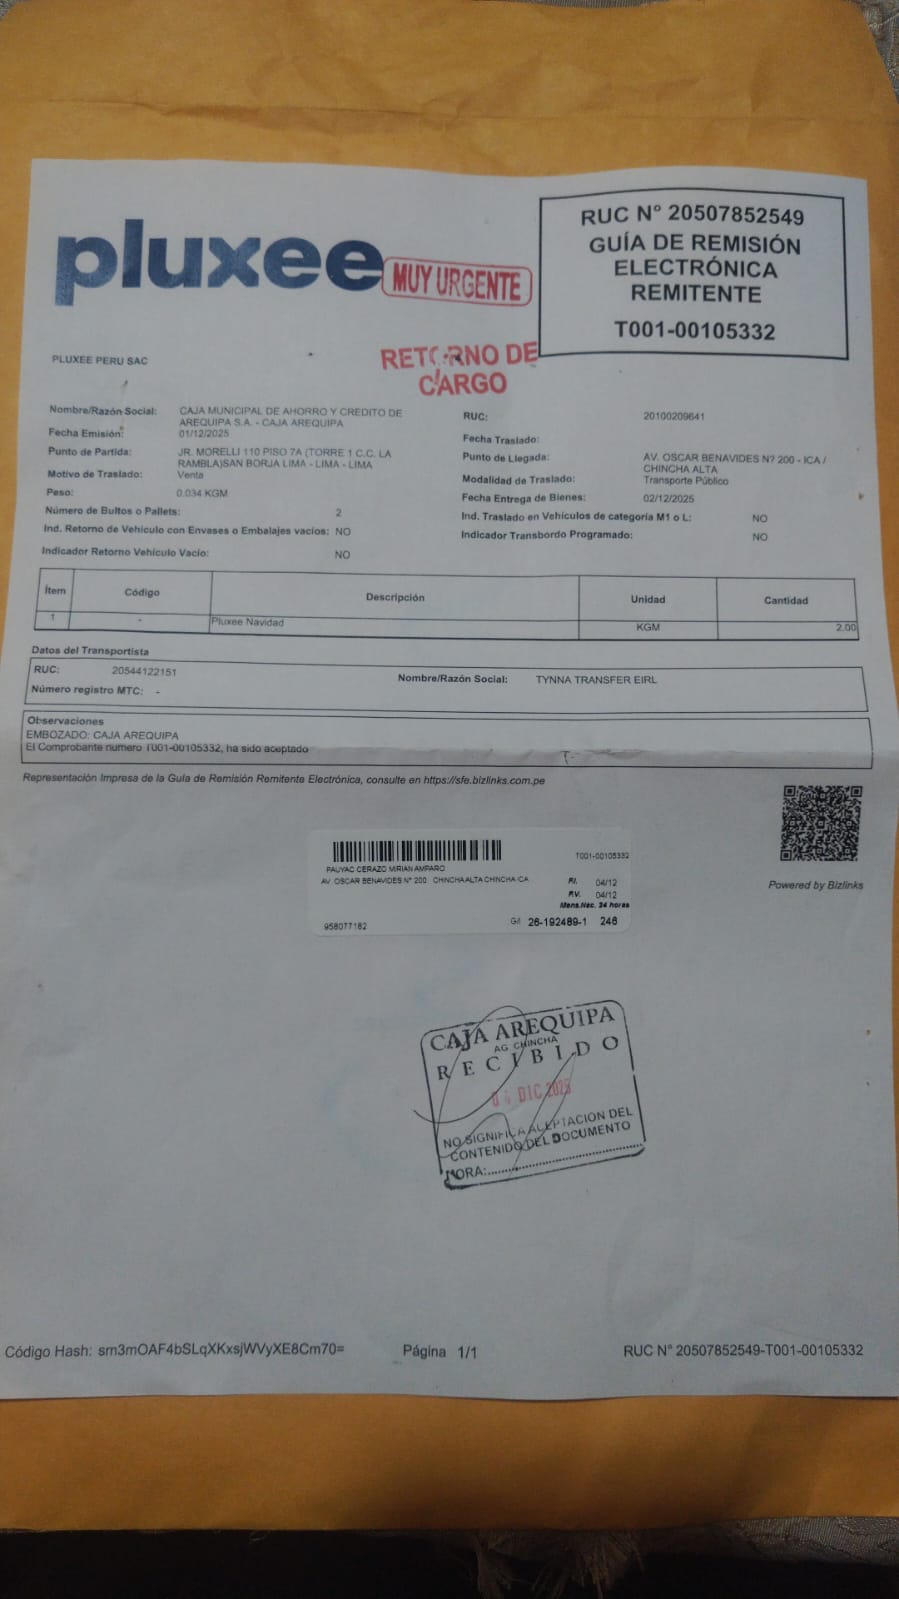 pluxee
MUY URGENTE
RUC N° 20507852549
GUÍA DE REMISIÓN
ELECTRÓNICA
REMITENTE
T001-00105332
PLUXEE PERU SAC
RETORNO DE
CARGO
Nombre/Razón Social: CAJA MUNICIPAL DE AHORRO Y CREDITO DE
AREQUIPA S.A. - CAJA AREQUIPA
RUC: 20100209641
Fecha Emisión: 01/12/2025
Fecha Traslado:
Punto de Partida: JR. MORELLI 110 PISO 7A (TORRE 1 C.C. LA
RAMBLA)SAN BORJA LIMA - LIMA - LIMA
Punto de Llegada: AV. OSCAR BENAVIDES N? 200 - ICA /
CHINCHA ALTA
Motivo de Traslado: Venta
Modalidad de Traslado: Transporte Público
Peso: 0.034 KGM
Fecha Entrega de Bienes: 02/12/2025
Número de Bultos o Pallets: 2
Ind. Traslado en Vehículos de categoría M1 o L: NO
Ind. Retorno de Vehículo con Envases o Embalajes vacíos: NO
Indicador Transbordo Programado: NO
Indicador Retorno Vehículo Vacío: NO
Ítem Código Descripción Unidad Cantidad
1 - Pluxee Navidad KGM 2.00
Datos del Transportista
RUC: 20544122151 Nombre/Razón Social: TYNNA TRANSFER EIRL
Número registro MTC: -
Observaciones
EMBOZADO: CAJA AREQUIPA
El Comprobante numero T001-00105332, ha sido aceptado
Representación Impresa de la Guía de Remisión Remitente Electrónica, consulte en https://sfe.bizlinks.com.pe
Powered by Bizlinks
T001-00105332
PAUYAC CERAZO MIRIAN AMPARO
AV. OSCAR BENAVIDES N° 200 CHINCHA ALTA CHINCHA ICA
04/12
P.V. 04/12
Mens.Nac. 24 horas
958077182 G/I 26-192489-1 246
CAJA AREQUIPA
AG CHINCHA
RECIBIDO
04 DIC 2025
NO SIGNIFICA ACEPTACION DEL
CONTENIDO DEL DOCUMENTO
HORA:
Código Hash: sm3mOAF4bSLqXKxsjWVyXE8Cm70= Página 1/1 RUC N° 20507852549-T001-00105332